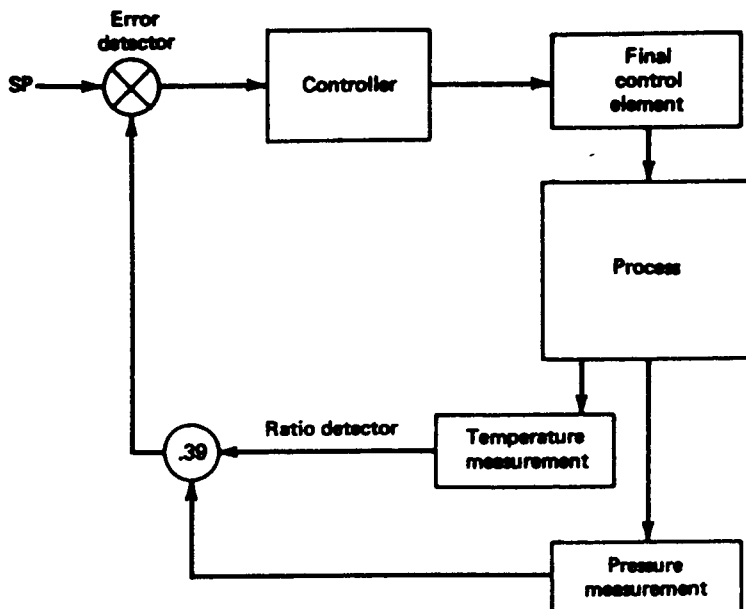 Error
detector
SP
Controller
Final
control
element
Process
Ratio detector
.39
Temperature
measurement
Pressure
measurement